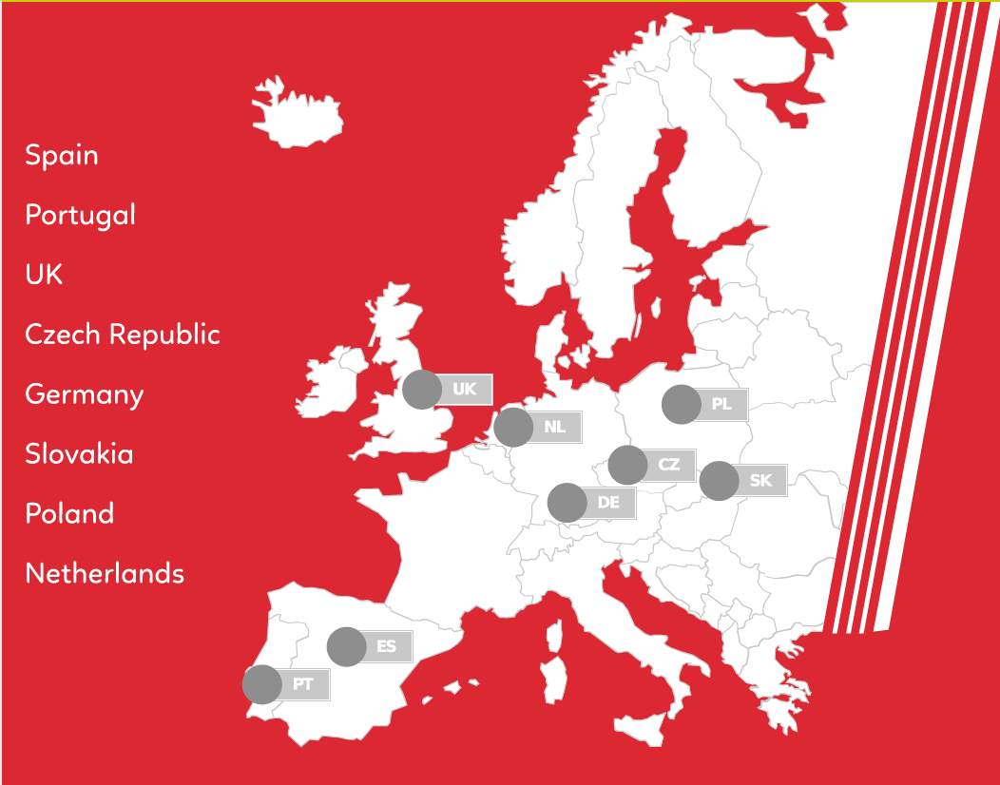 Spain
Portugal
UK
Czech Republic
Germany
Slovakia
Poland
Netherlands
UK
PL
NL
CZ
SK
DE
ES
PT